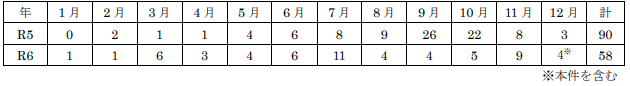 年 1月 2月 3月 4月 5月 6月 7月 8月 9月 10月 11月 12月 計
R5 0 2 1 1 4 6 8 9 26 22 8 3 90
R6 1 1 6 3 4 6 11 4 4 5 9 4※ 58
※本件を含む